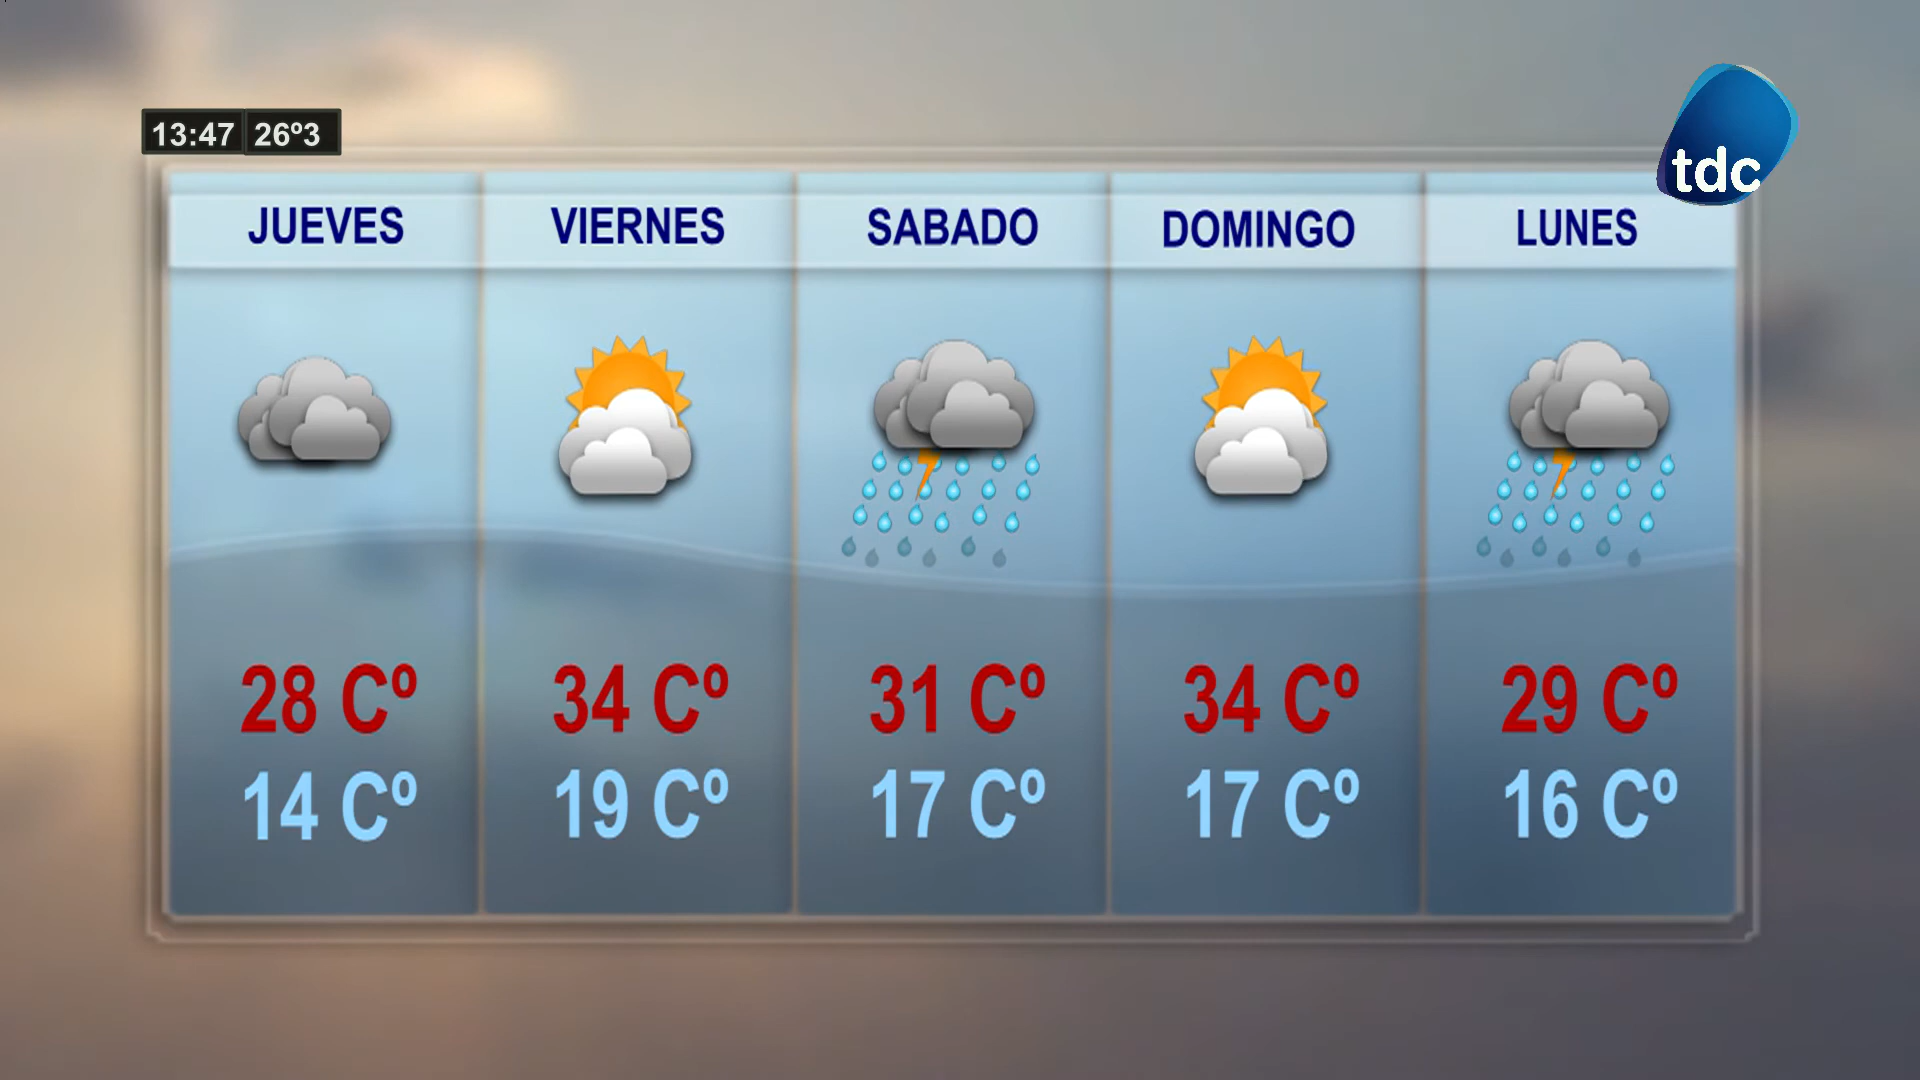 13:47 26º3
tdc
JUEVES VIERNES SABADO DOMINGO LUNES
28 Cº 34 Cº 31 Cº 34 Cº 29 Cº
14 Cº 19 Cº 17 Cº 17 Cº 16 Cº